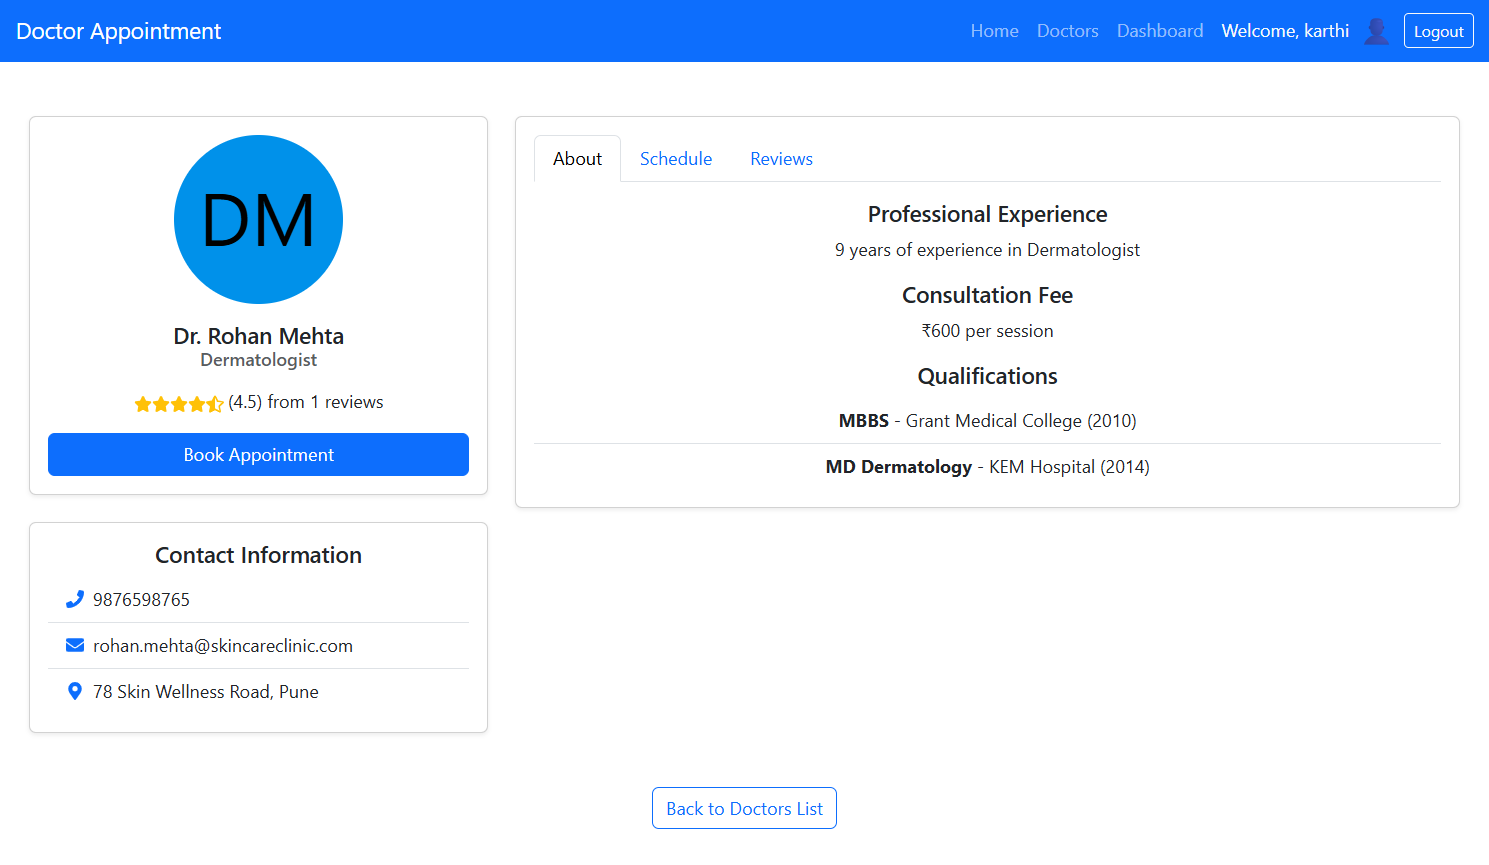 Doctor Appointment
Home Doctors Dashboard Welcome, karthi Logout
DM
Dr. Rohan Mehta
Dermatologist
(4.5) from 1 reviews
Book Appointment
Contact Information
9876598765
rohan.mehta@skincareclinic.com
78 Skin Wellness Road, Pune
About Schedule Reviews
Professional Experience
9 years of experience in Dermatologist
Consultation Fee
₹600 per session
Qualifications
MBBS - Grant Medical College (2010)
MD Dermatology - KEM Hospital (2014)
Back to Doctors List